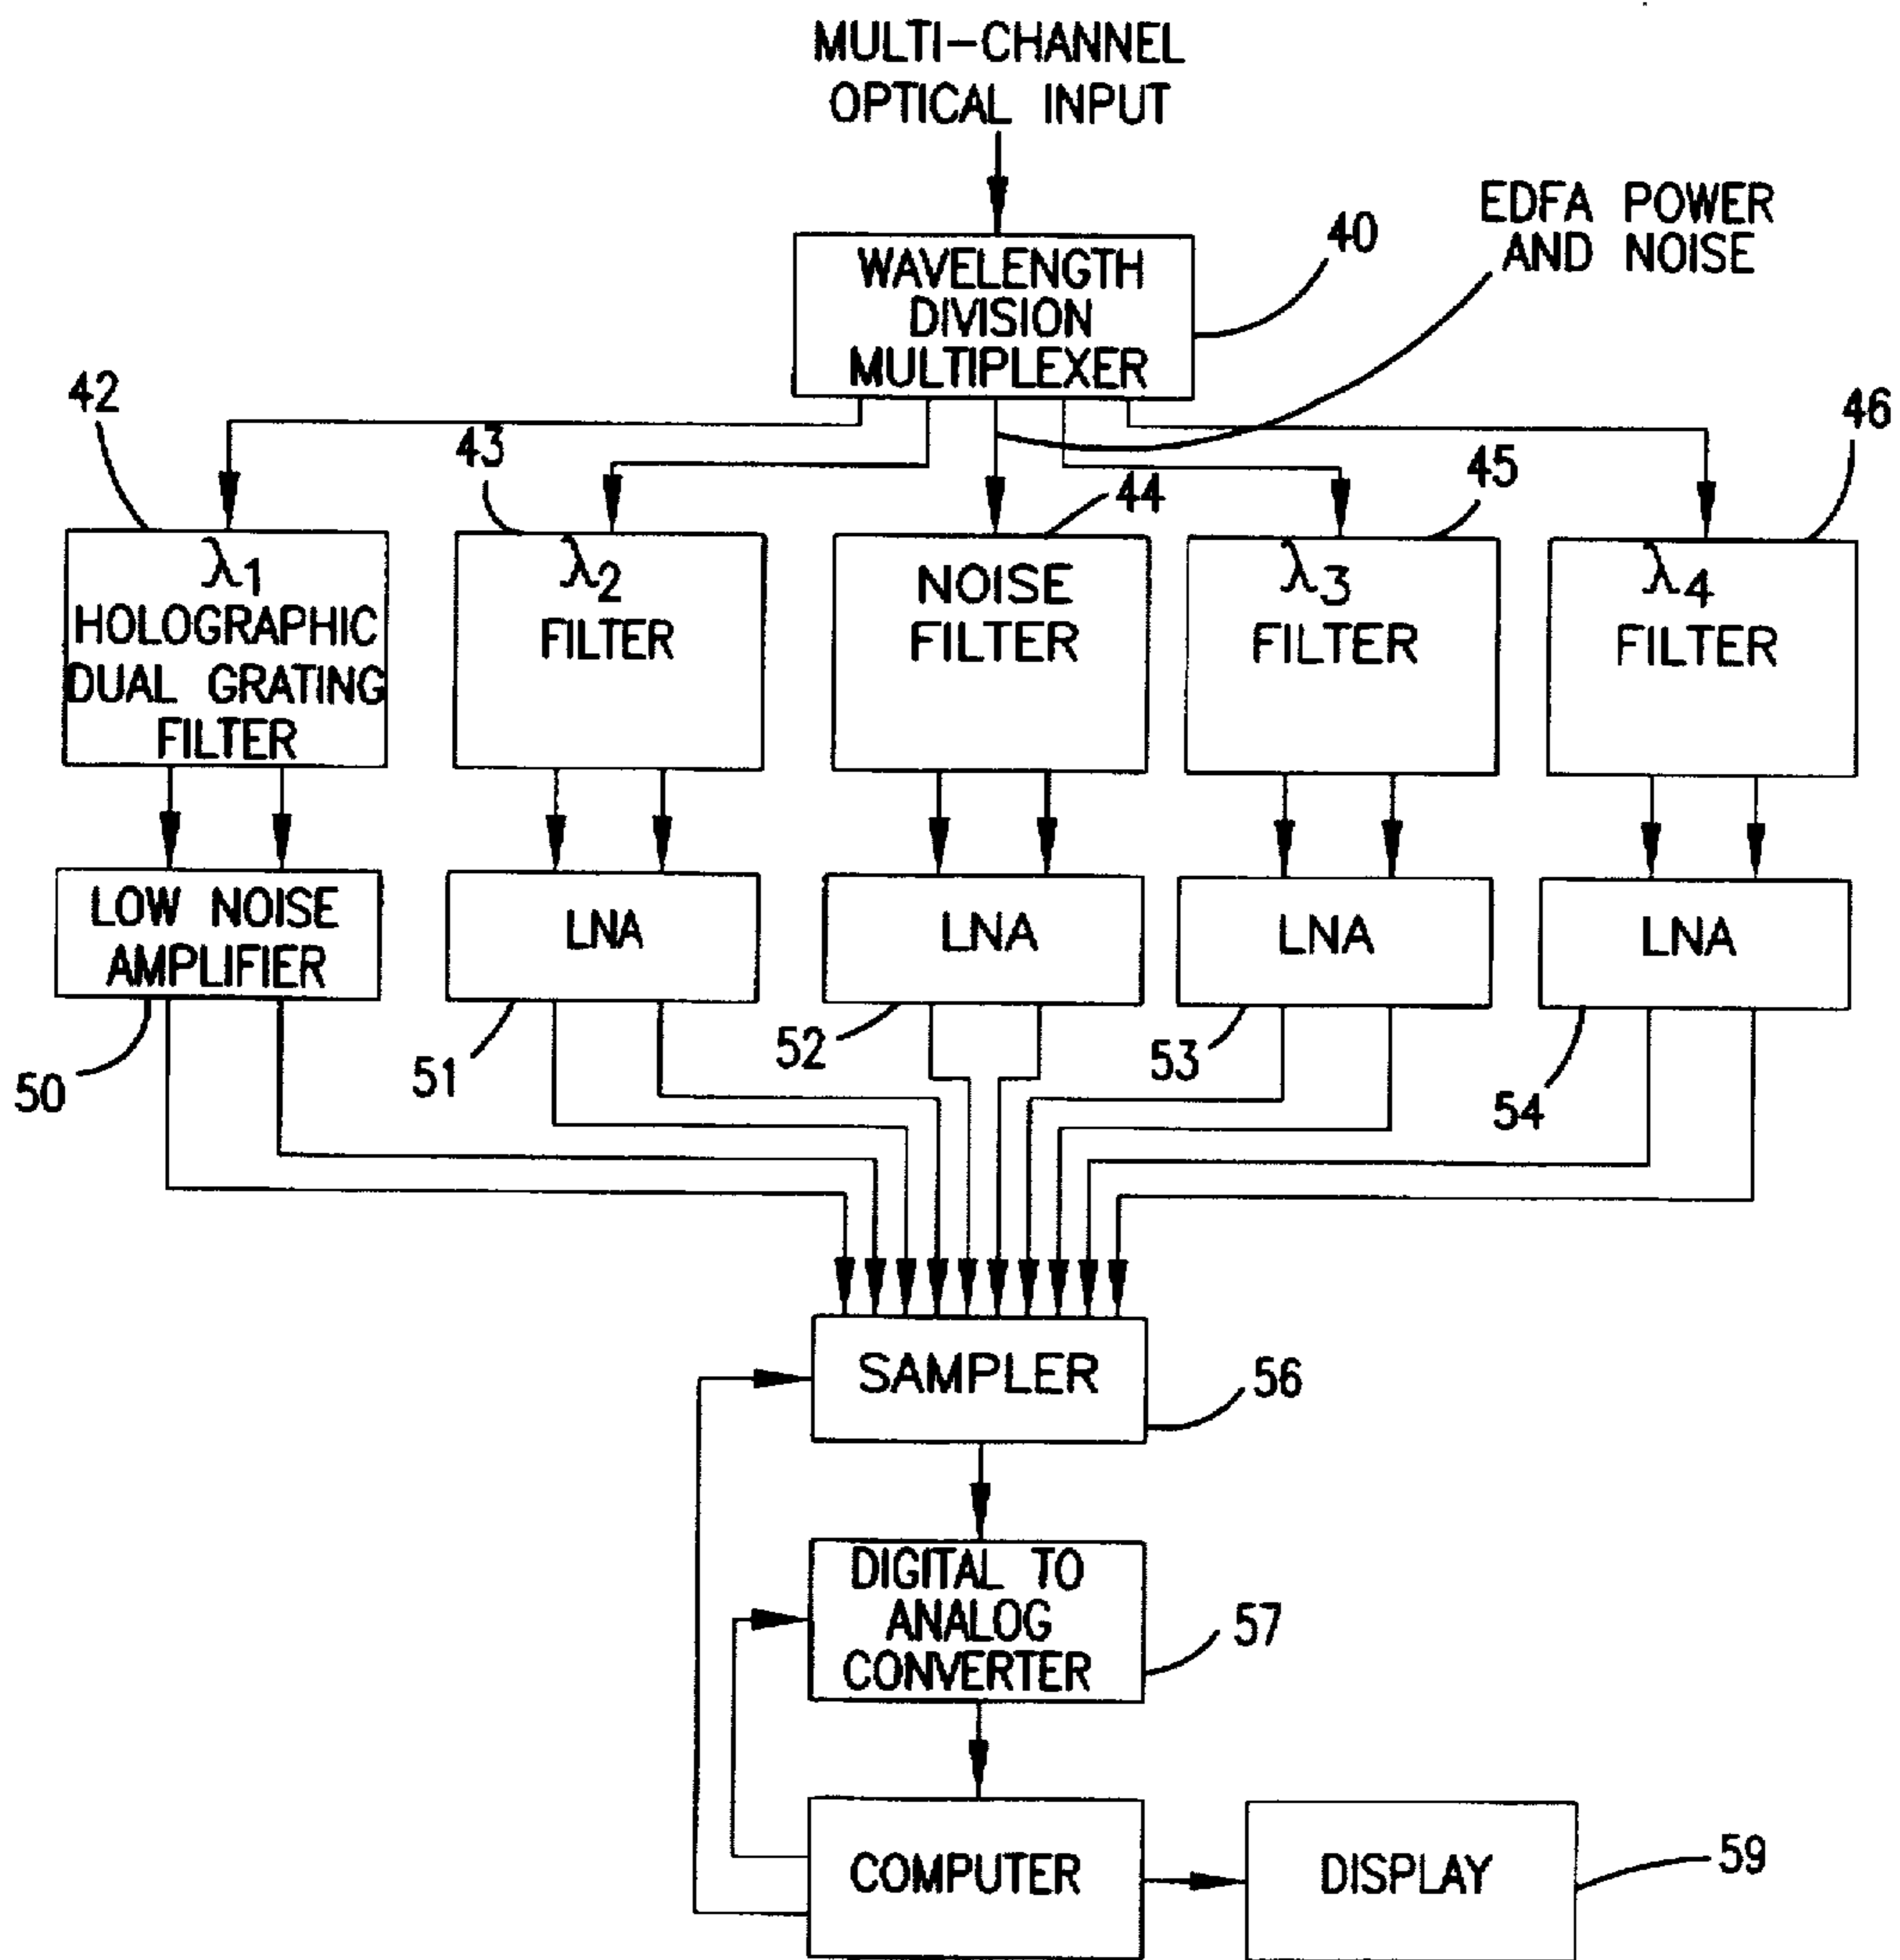 MULTI-CHANNEL
OPTICAL INPUT
EDFA POWER
AND NOISE
40
WAVELENGTH
DIVISION
MULTIPLEXER
42
43
44
45
46
λ1
HOLOGRAPHIC
DUAL GRATING
FILTER
λ2
FILTER
NOISE
FILTER
λ3
FILTER
λ4
FILTER
LOW NOISE
AMPLIFIER
LNA
LNA
LNA
LNA
50
51
52
53
54
SAMPLER
56
DIGITAL TO
ANALOG
CONVERTER
57
COMPUTER
DISPLAY
59